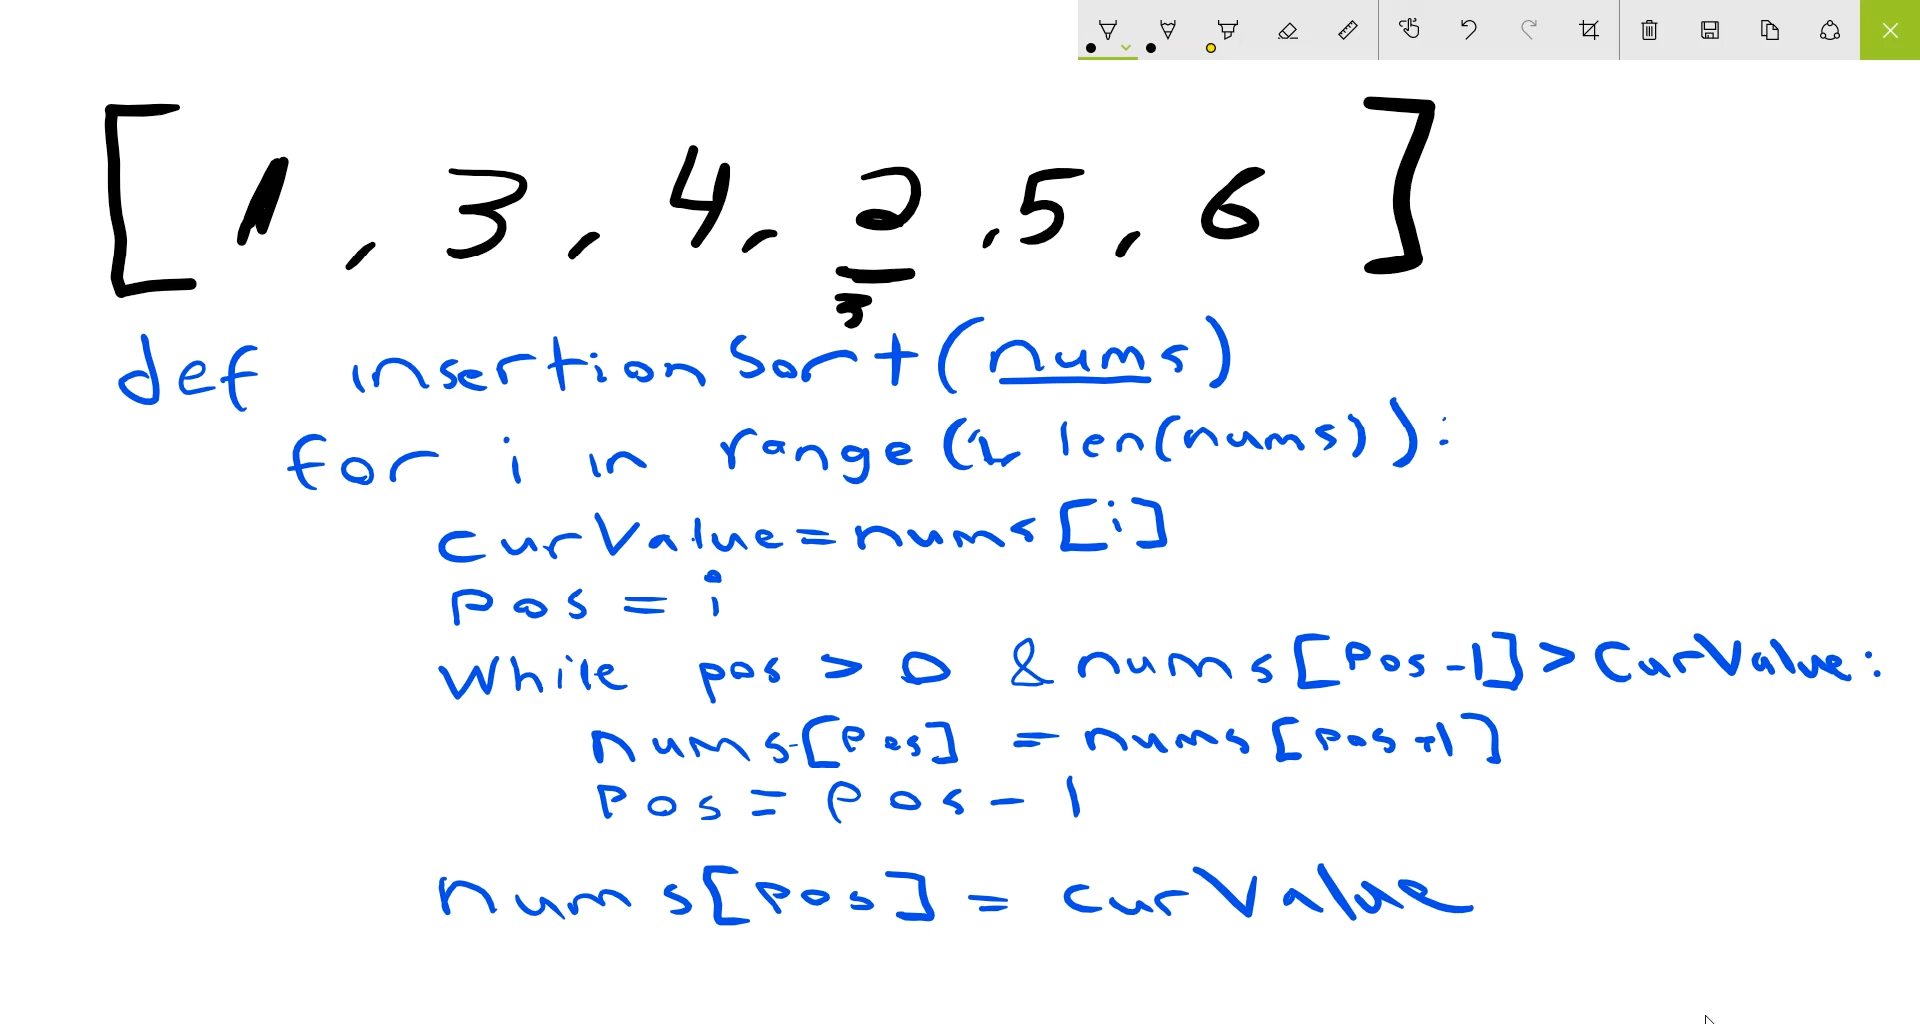 [1, 3, 4, 2, 5, 6]
3
def insertionSort(nums)
for i in range(1, len(nums)):
curValue=nums[i]
pos = i
While pos > 0 & nums[pos-1] > CurValue:
nums[pos] = nums[pos+1]
pos = pos - 1
nums[pos] = curValue